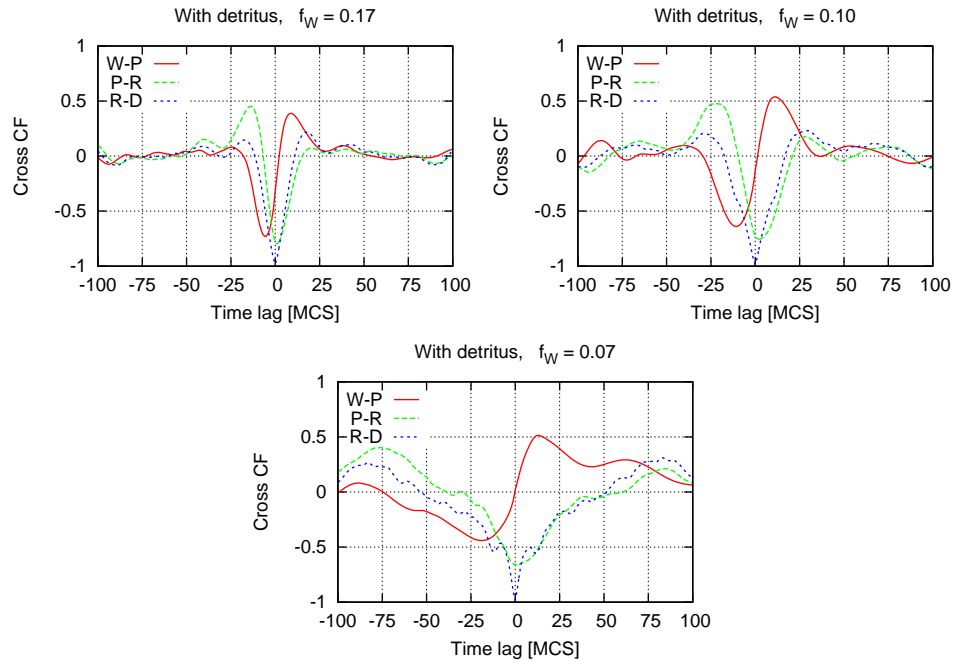 With detritus, f_W = 0.17
Cross CF
1
0.5
0
-0.5
-1
W-P
P-R
R-D
-100 -75 -50 -25 0 25 50 75 100
Time lag [MCS]
With detritus, f_W = 0.10
Cross CF
1
0.5
0
-0.5
-1
W-P
P-R
R-D
-100 -75 -50 -25 0 25 50 75 100
Time lag [MCS]
With detritus, f_W = 0.07
Cross CF
1
0.5
0
-0.5
-1
W-P
P-R
R-D
-100 -75 -50 -25 0 25 50 75 100
Time lag [MCS]